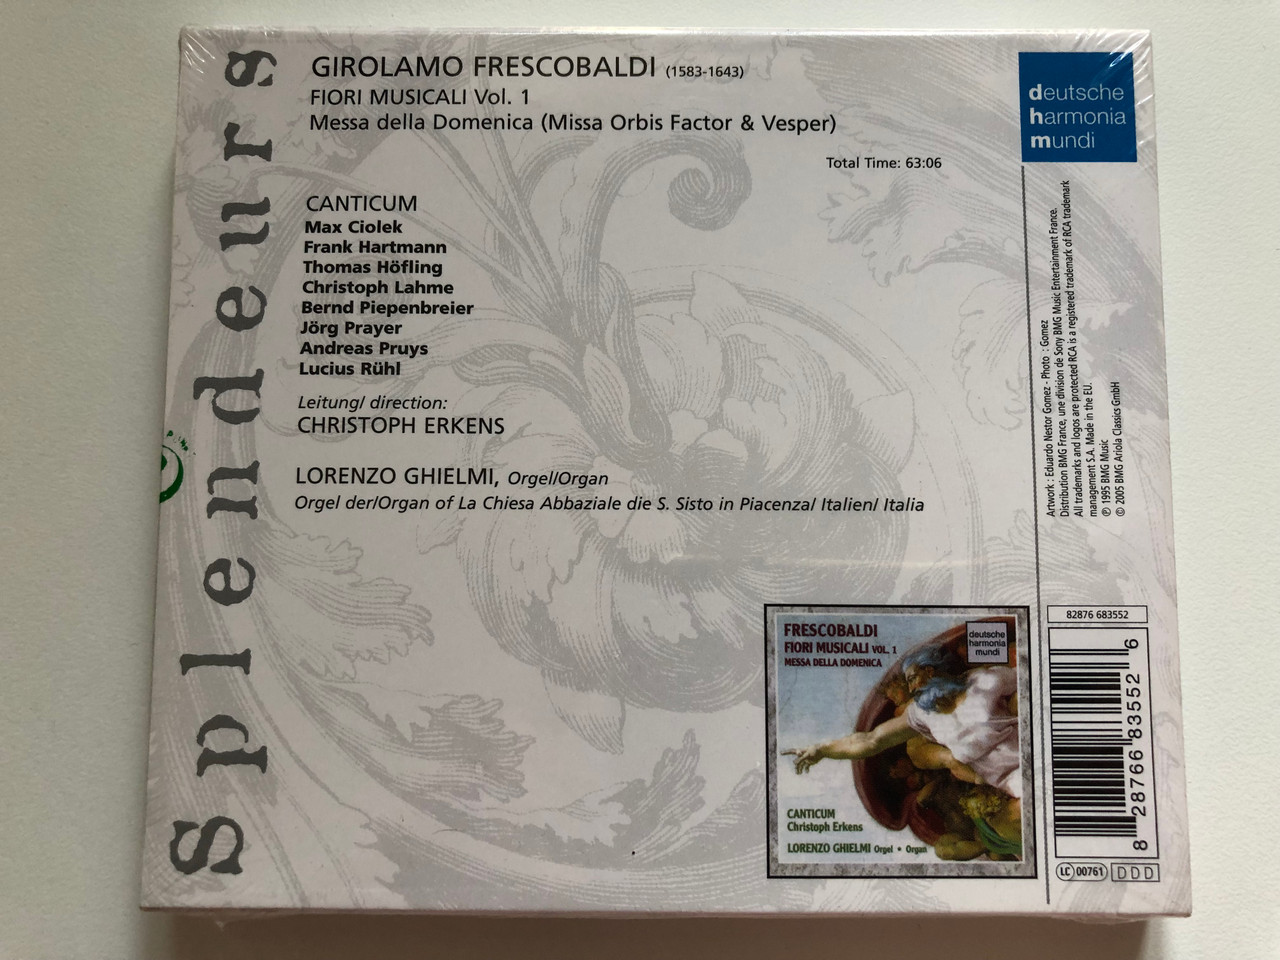 Splendeurs
GIROLAMO FRESCOBALDI (1583-1643)
FIORI MUSICALI Vol. 1
Messa della Domenica (Missa Orbis Factor & Vesper)
Total Time: 63:06
deutsche
harmonia
mundi
CANTICUM
Max Ciolek
Frank Hartmann
Thomas Höfling
Christoph Lahme
Bernd Piepenbreier
Jörg Prayer
Andreas Pruys
Lucius Rühl
Leitung/ direction:
CHRISTOPH ERKENS
LORENZO GHIELMI, Orgel/Organ
Orgel der/Organ of La Chiesa Abbaziale die S. Sisto in Piacenza/ Italien/ Italia
Artwork : Eduardo Nestor Gomez - Photo : Gomez
Distribution BMG France, une division de Sony BMG Music Entertainment France.
All trademarks and logos are protected RCA is a registered trademark of RCA trademark
management S.A. Made in the EU.
℗ 1995 BMG Music
© 2005 BMG Ariola Classics GmbH
FRESCOBALDI
FIORI MUSICALI VOL. 1
MESSA DELLA DOMENICA
deutsche
harmonia
mundi
CANTICUM
Christoph Erkens
LORENZO GHIELMI Orgel • Organ
82876 683552
8 28766 83552 6
LC 00761 DDD